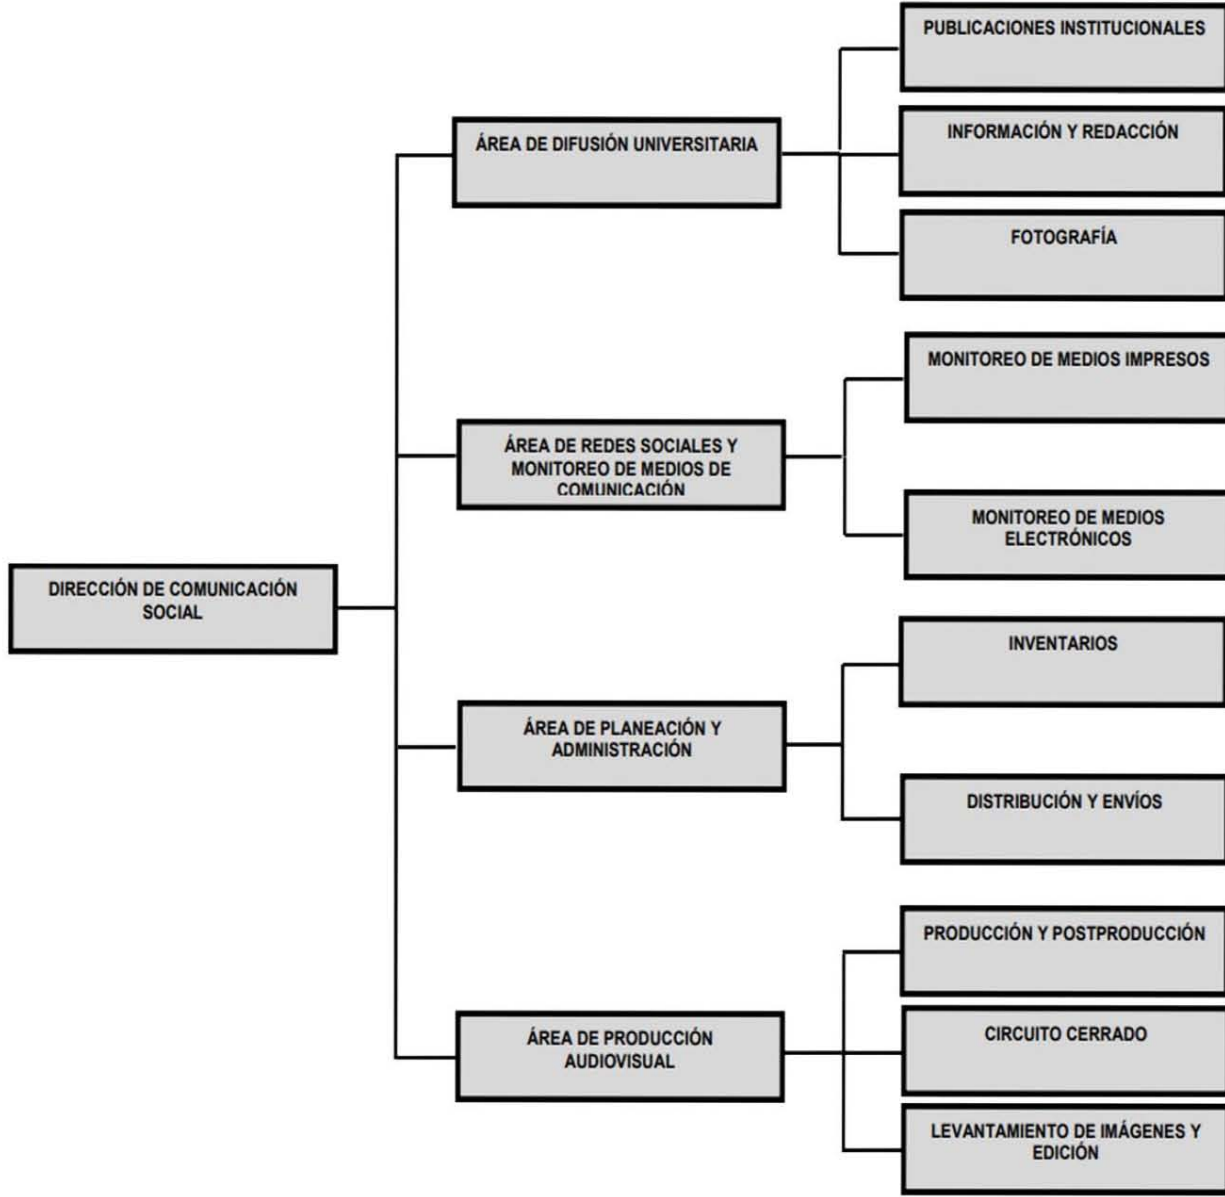 PUBLICACIONES INSTITUCIONALES
ÁREA DE DIFUSIÓN UNIVERSITARIA
INFORMACIÓN Y REDACCIÓN
FOTOGRAFÍA
MONITOREO DE MEDIOS IMPRESOS
ÁREA DE REDES SOCIALES Y
MONITOREO DE MEDIOS DE
COMUNICACIÓN
MONITOREO DE MEDIOS
ELECTRÓNICOS
DIRECCIÓN DE COMUNICACIÓN
SOCIAL
INVENTARIOS
ÁREA DE PLANEACIÓN Y
ADMINISTRACIÓN
DISTRIBUCIÓN Y ENVÍOS
PRODUCCIÓN Y POSTPRODUCCIÓN
ÁREA DE PRODUCCIÓN
AUDIOVISUAL
CIRCUITO CERRADO
LEVANTAMIENTO DE IMÁGENES Y
EDICIÓN